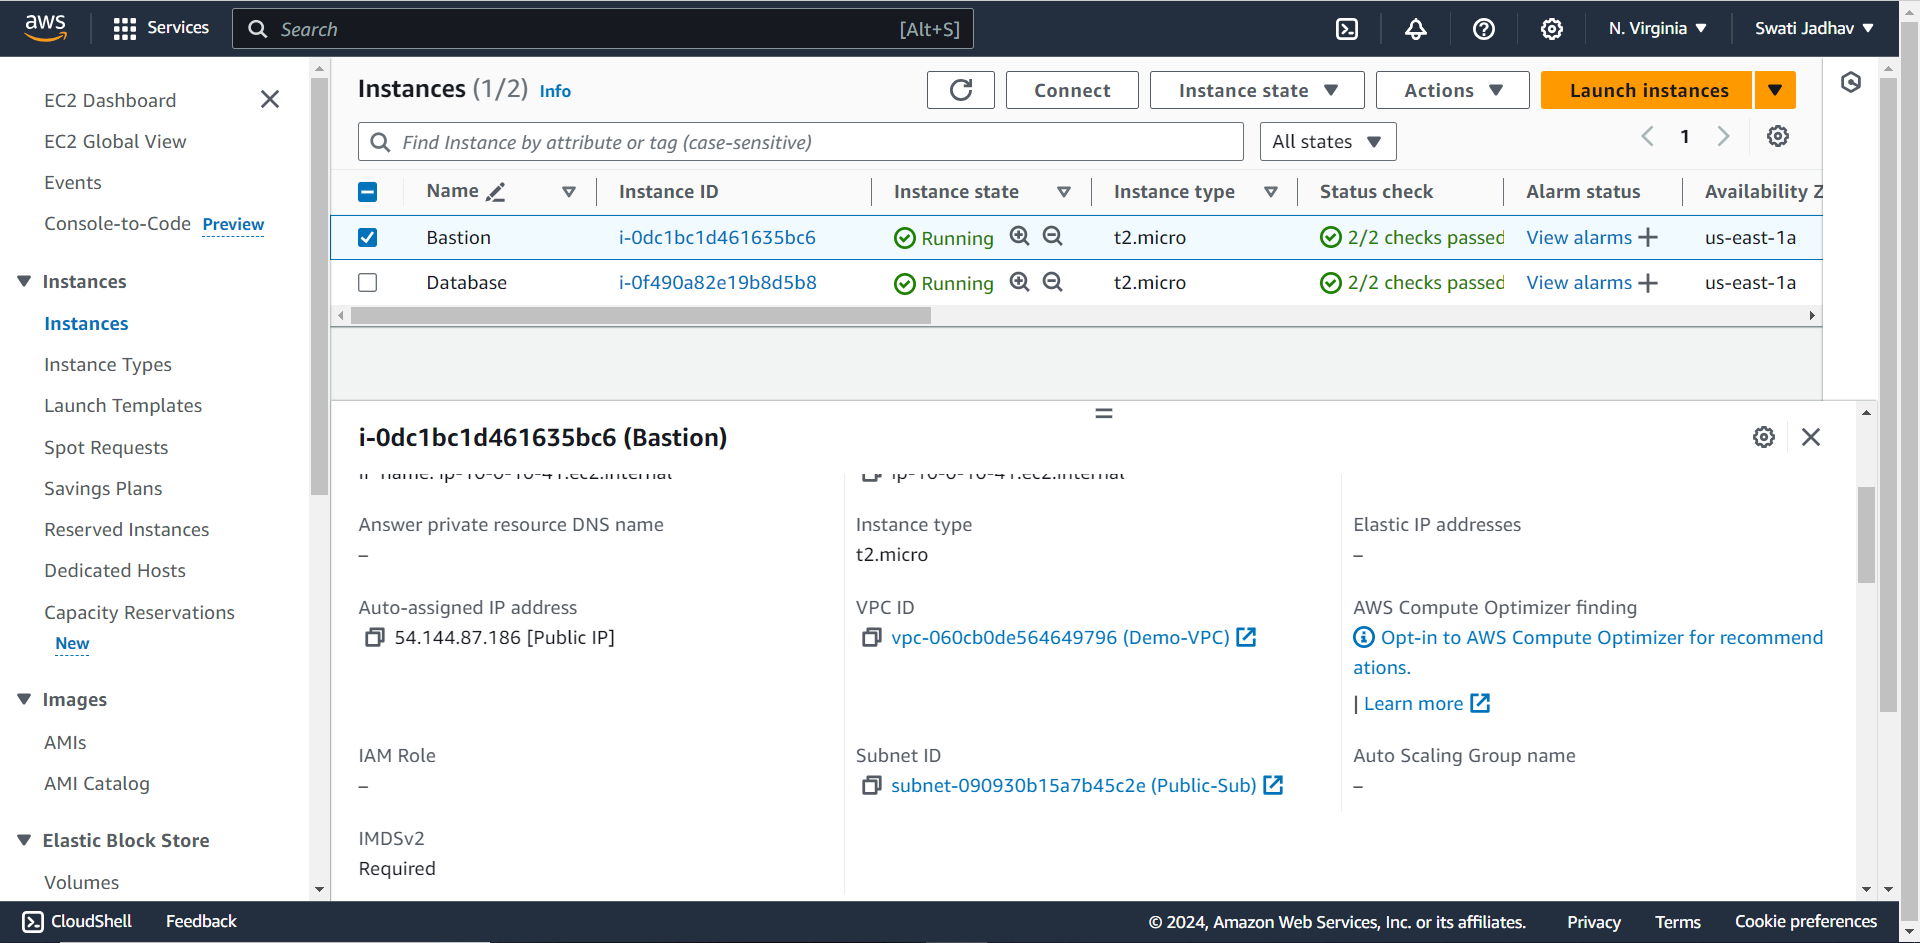 aws
Services
Search
[Alt+S]
N. Virginia
Swati Jadhav
EC2 Dashboard
EC2 Global View
Events
Console-to-Code Preview
Instances
Instances
Instance Types
Launch Templates
Spot Requests
Savings Plans
Reserved Instances
Dedicated Hosts
Capacity Reservations
New
Images
AMIs
AMI Catalog
Elastic Block Store
Volumes
Instances (1/2) Info
Connect
Instance state
Actions
Launch instances
Find Instance by attribute or tag (case-sensitive)
All states
1
Name Instance ID Instance state Instance type Status check Alarm status Availability Z
Bastion i-0dc1bc1d461635bc6 Running t2.micro 2/2 checks passed View alarms us-east-1a
Database i-0f490a82e19b8d5b8 Running t2.micro 2/2 checks passed View alarms us-east-1a
i-0dc1bc1d461635bc6 (Bastion)
Answer private resource DNS name
–
Instance type
t2.micro
Elastic IP addresses
–
Auto-assigned IP address
54.144.87.186 [Public IP]
VPC ID
vpc-060cb0de564649796 (Demo-VPC)
AWS Compute Optimizer finding
Opt-in to AWS Compute Optimizer for recommend
ations.
| Learn more
IAM Role
–
Subnet ID
subnet-090930b15a7b45c2e (Public-Sub)
Auto Scaling Group name
–
IMDSv2
Required
CloudShell
Feedback
© 2024, Amazon Web Services, Inc. or its affiliates.
Privacy
Terms
Cookie preferences